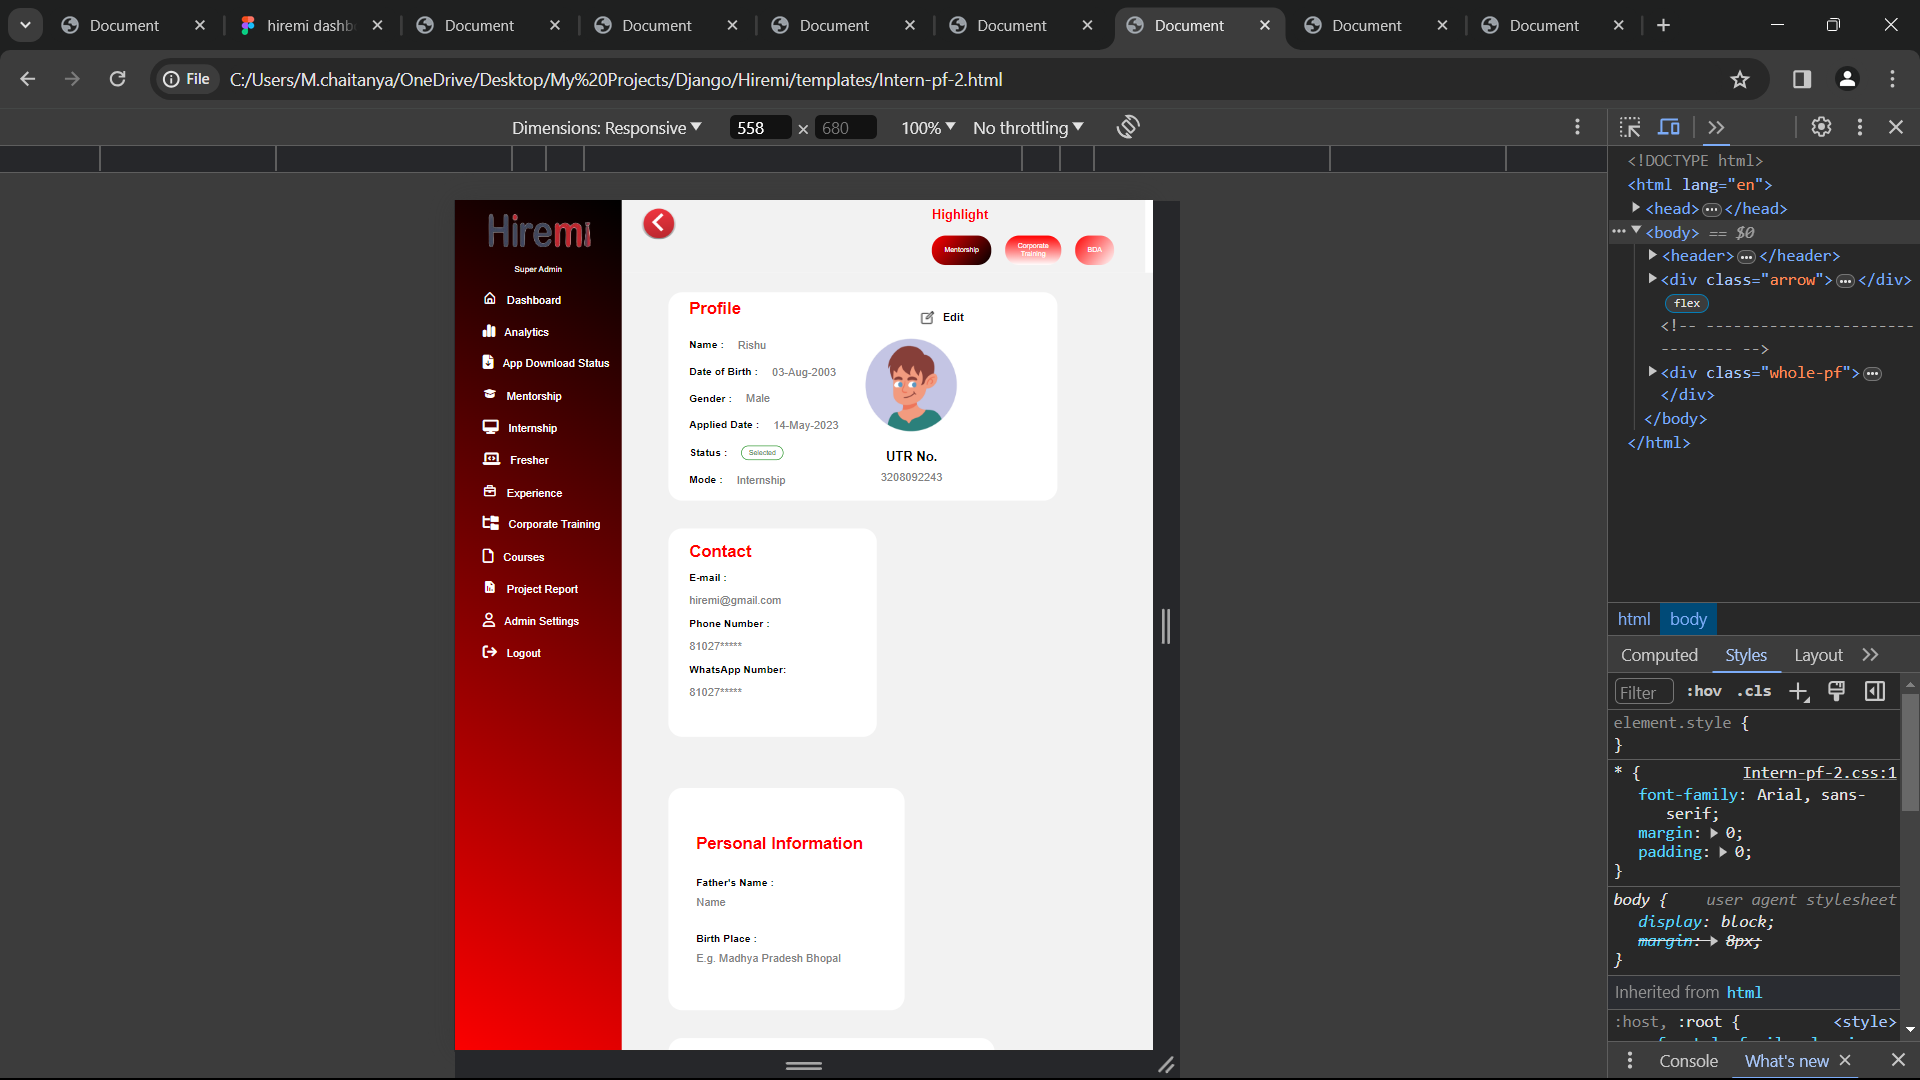 Document
hiremi dashb
Document
Document
Document
Document
Document
Document
Document
File
C:/Users/M.chaitanya/OneDrive/Desktop/My%20Projects/Django/Hiremi/templates/Intern-pf-2.html
Dimensions: Responsive
558 × 680
100%
No throttling
Hiremi
Super Admin
Dashboard
Analytics
App Download Status
Mentorship
Internship
Fresher
Experience
Corporate Training
Courses
Project Report
Admin Settings
Logout
Highlight
Mentorship
Corporate
Training
BDA
Profile
Edit
Name : Rishu
Date of Birth : 03-Aug-2003
Gender : Male
Applied Date : 14-May-2023
Status : Selected
Mode : Internship
UTR No.
3208092243
Contact
E-mail :
hiremi@gmail.com
Phone Number :
81027*****
WhatsApp Number:
81027*****
Personal Information
Father's Name :
Name
Birth Place :
E.g. Madhya Pradesh Bhopal
<!DOCTYPE html>
<html lang="en">
<head>…</head>
<body> == $0
<header>…</header>
<div class="arrow">…</div>
flex
<!-- -----------------------
-------- -->
<div class="whole-pf">…
</div>
</body>
</html>
html body
Computed Styles Layout
Filter :hov .cls
element.style {
}
* { Intern-pf-2.css:1
font-family: Arial, sans-
serif;
margin: 0;
padding: 0;
}
body { user agent stylesheet
display: block;
margin: 8px;
}
Inherited from html
:host, :root { <style>
Console What's new